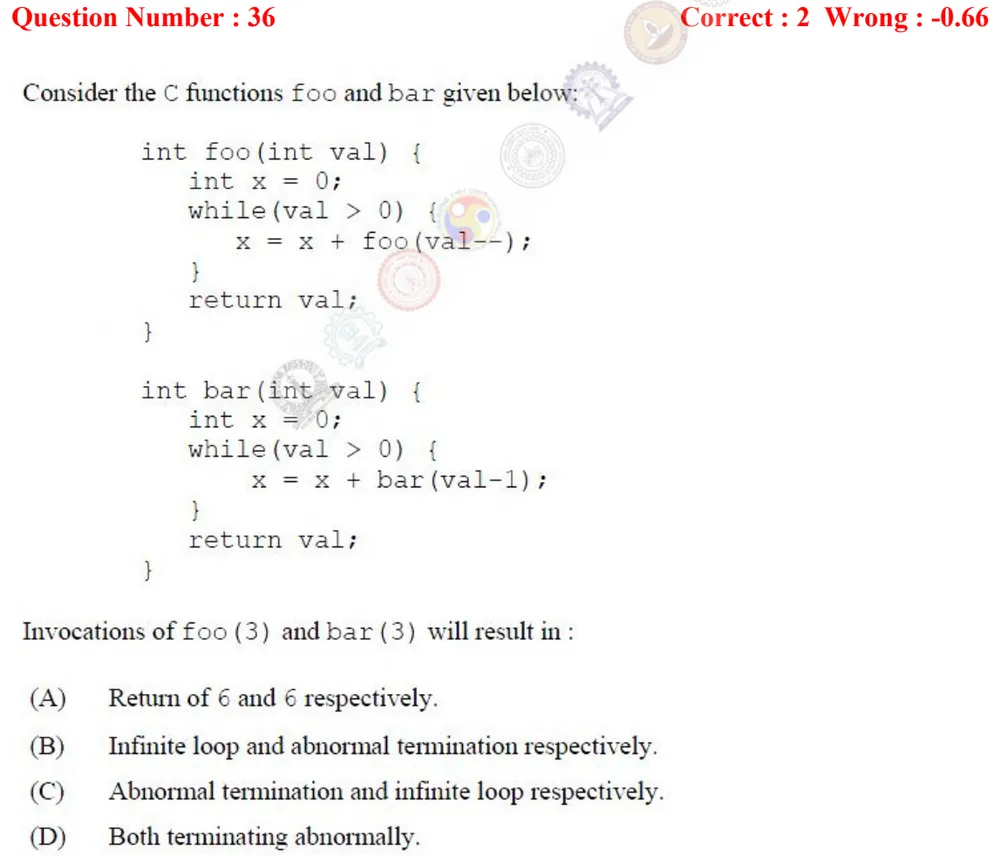 Question Number : 36 Correct : 2 Wrong : -0.66
Consider the C functions foo and bar given below:
int foo(int val) {
int x = 0;
while(val > 0) {
x = x + foo(val--);
}
return val;
}
int bar(int val) {
int x = 0;
while(val > 0) {
x = x + bar(val-1);
}
return val;
}
Invocations of foo(3) and bar(3) will result in :
(A) Return of 6 and 6 respectively.
(B) Infinite loop and abnormal termination respectively.
(C) Abnormal termination and infinite loop respectively.
(D) Both terminating abnormally.